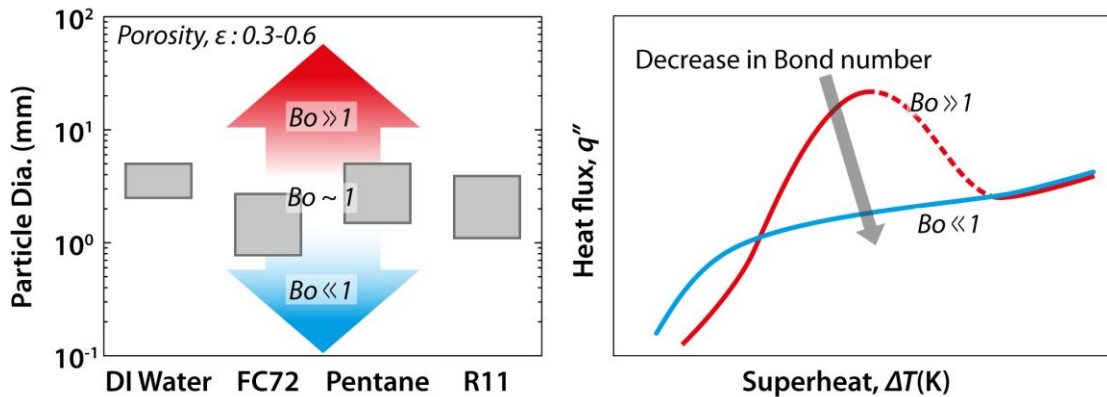 Particle Dia. (mm)
10²
10¹
10⁰
10⁻¹
Porosity, ε : 0.3-0.6
Bo ≫ 1
Bo ~ 1
Bo ≪ 1
DI Water FC72 Pentane R11
Heat flux, q″
Decrease in Bond number
Bo ≫ 1
Bo ≪ 1
Superheat, ΔT(K)